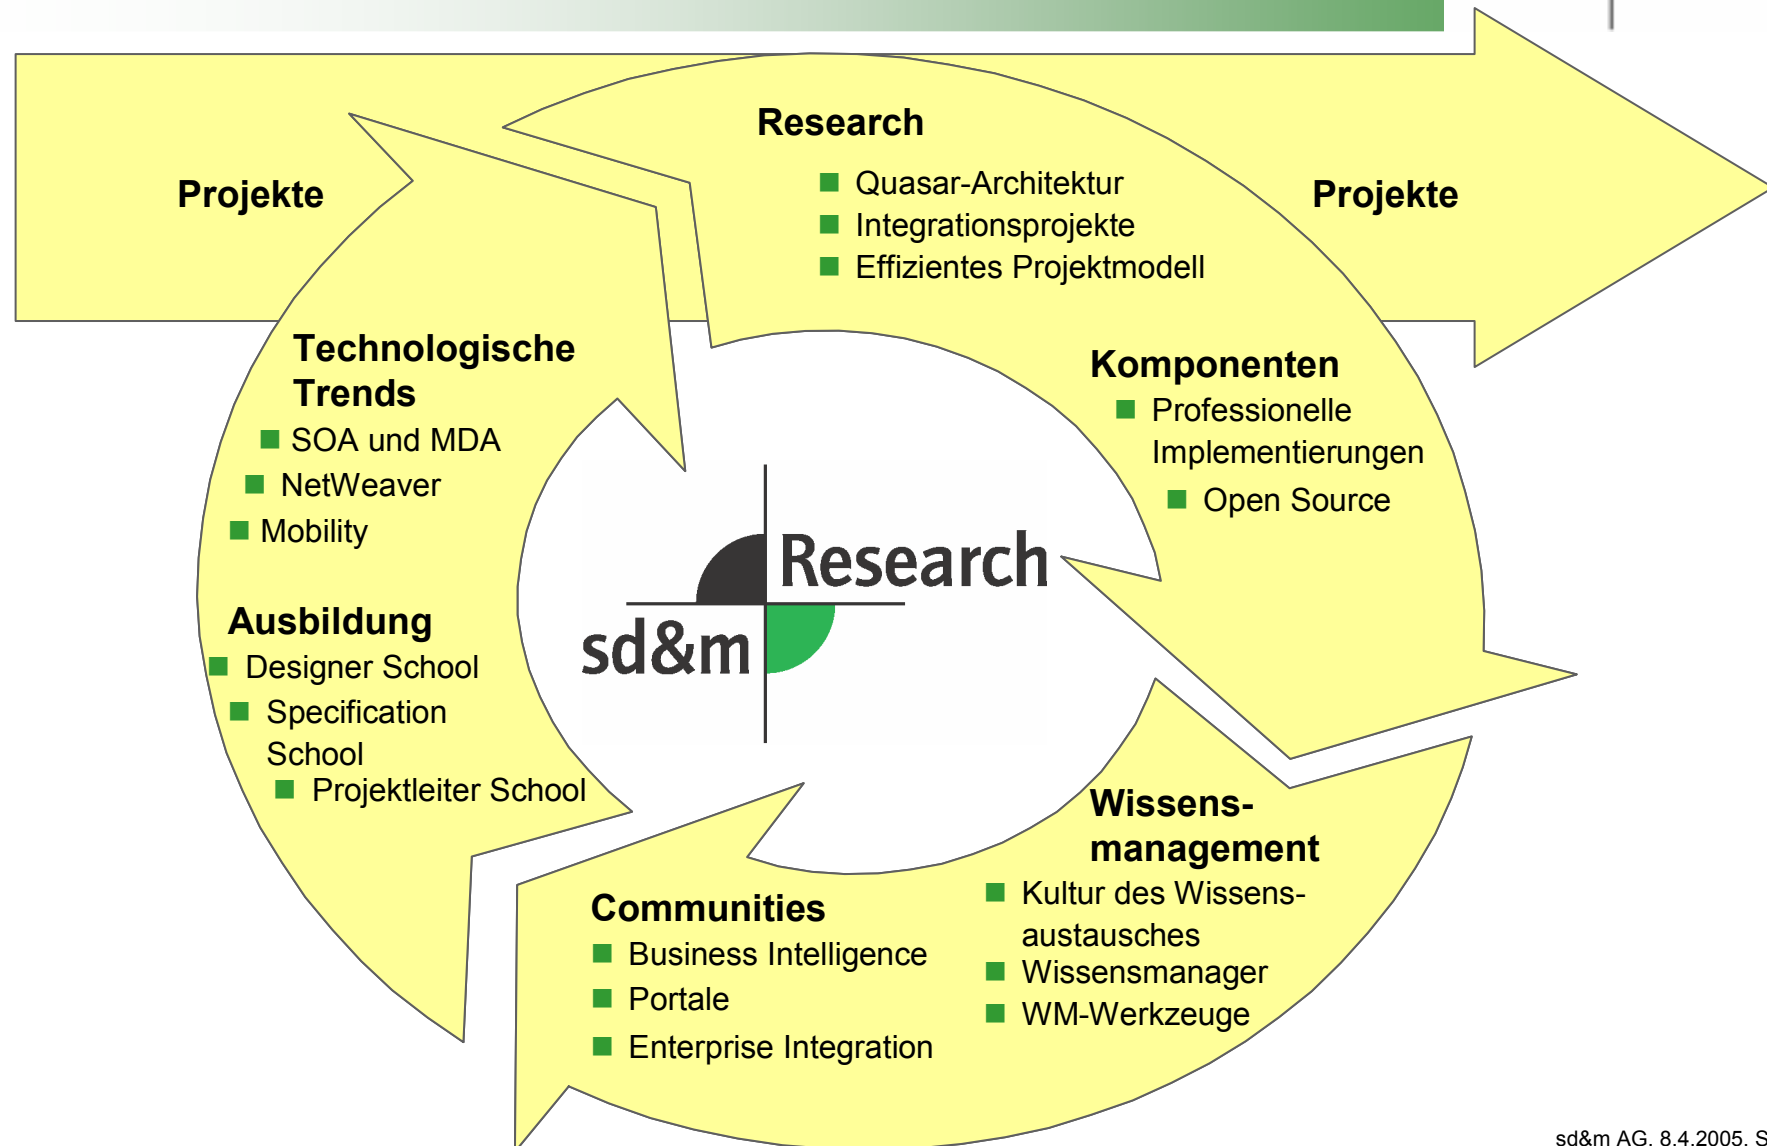 Projekte
Research
Quasar-Architektur
Integrationsprojekte
Effizientes Projektmodell
Projekte
Technologische
Trends
SOA und MDA
NetWeaver
Mobility
Komponenten
Professionelle
Implementierungen
Open Source
Research
sd&m
Ausbildung
Designer School
Specification
School
Projektleiter School
Wissens-
management
Kultur des Wissens-
austausches
Wissensmanager
WM-Werkzeuge
Communities
Business Intelligence
Portale
Enterprise Integration
sd&m AG, 8.4.2005, S